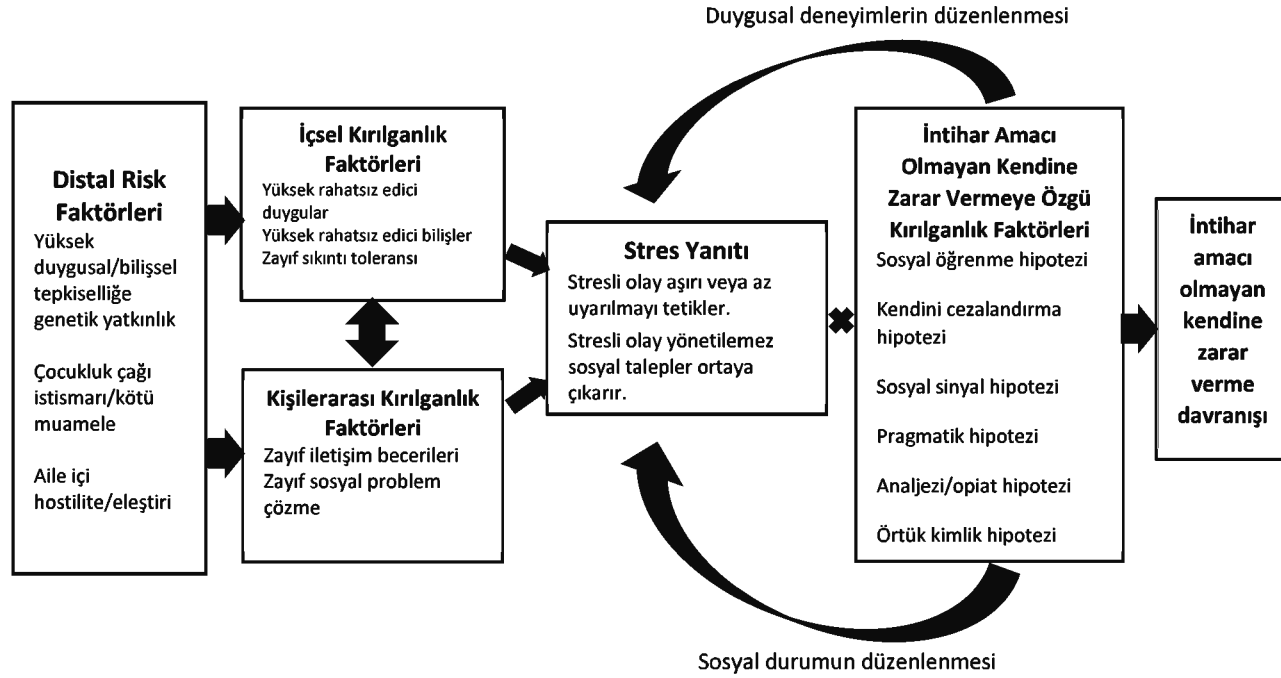 Duygusal deneyimlerin düzenlenmesi
Distal Risk
Faktörleri
Yüksek
duygusal/bilişsel
tepkiselliğe
genetik yatkınlık
Çocukluk çağı
istismarı/kötü
muamele
Aile içi
hostilite/eleştiri
İçsel Kırılganlık
Faktörleri
Yüksek rahatsız edici
duygular
Yüksek rahatsız edici bilişler
Zayıf sıkıntı toleransı
Kişilerarası Kırılganlık
Faktörleri
Zayıf iletişim becerileri
Zayıf sosyal problem
çözme
Stres Yanıtı
Stresli olay aşırı veya az
uyarılmayı tetikler.
Stresli olay yönetilemez
sosyal talepler ortaya
çıkarır.
İntihar Amacı
Olmayan Kendine
Zarar Vermeye Özgü
Kırılganlık Faktörleri
Sosyal öğrenme hipotezi
Kendini cezalandırma
hipotezi
Sosyal sinyal hipotezi
Pragmatik hipotezi
Analjezi/opiat hipotezi
Örtük kimlik hipotezi
İntihar
amacı
olmayan
kendine
zarar
verme
davranışı
Sosyal durumun düzenlenmesi